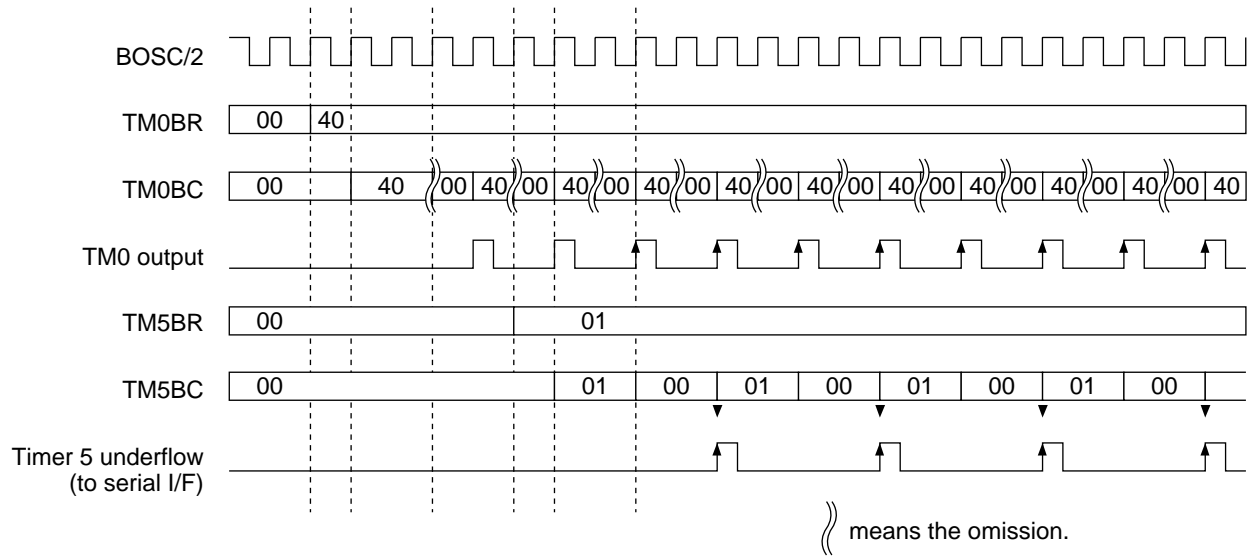 BOSC/2
TM0BR 00 40
TM0BC 00 40 00 40 00 40 00 40 00 40 00 40 00 40 00 40 00 40 00 40 00 40
TM0 output
TM5BR 00 01
TM5BC 00 01 00 01 00 01 00 01 00
Timer 5 underflow
(to serial I/F)
means the omission.